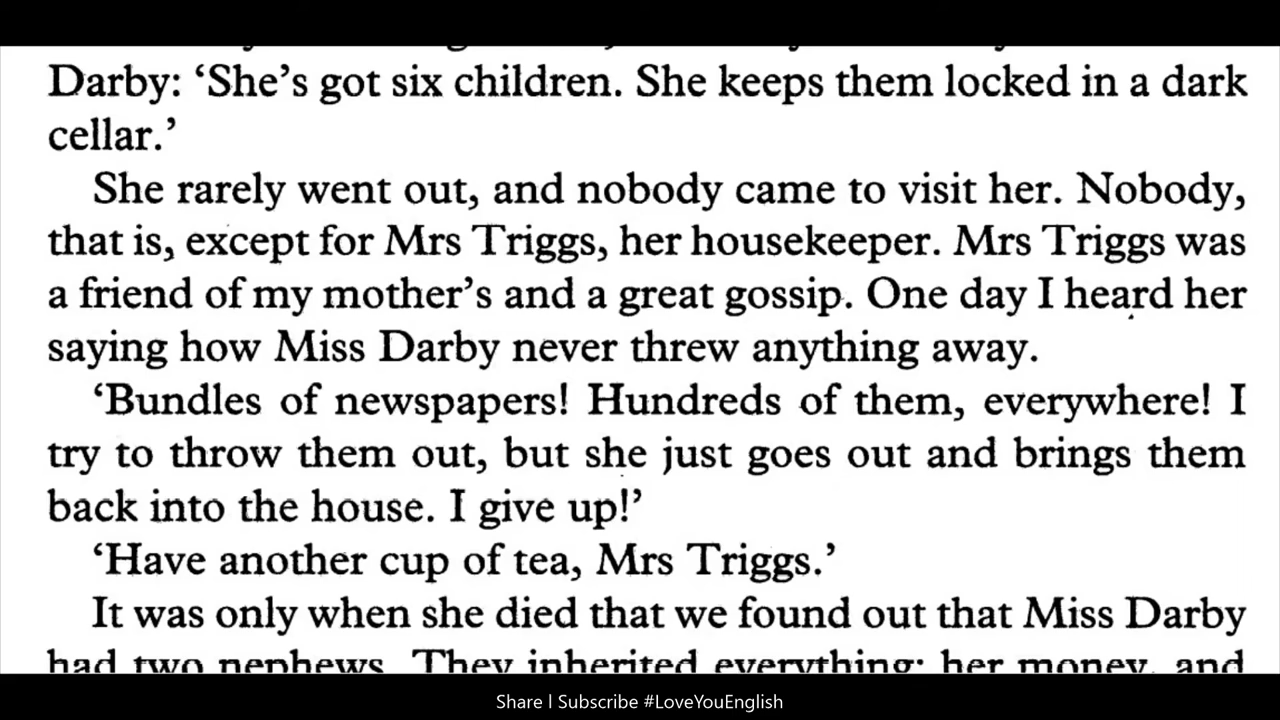 Darby: ‘She’s got six children. She keeps them locked in a dark
cellar.’
She rarely went out, and nobody came to visit her. Nobody,
that is, except for Mrs Triggs, her housekeeper. Mrs Triggs was
a friend of my mother’s and a great gossip. One day I heard her
saying how Miss Darby never threw anything away.
‘Bundles of newspapers! Hundreds of them, everywhere! I
try to throw them out, but she just goes out and brings them
back into the house. I give up!’
‘Have another cup of tea, Mrs Triggs.’
It was only when she died that we found out that Miss Darby
had two nephews. They inherited everything: her money, and
Share | Subscribe #LoveYouEnglish